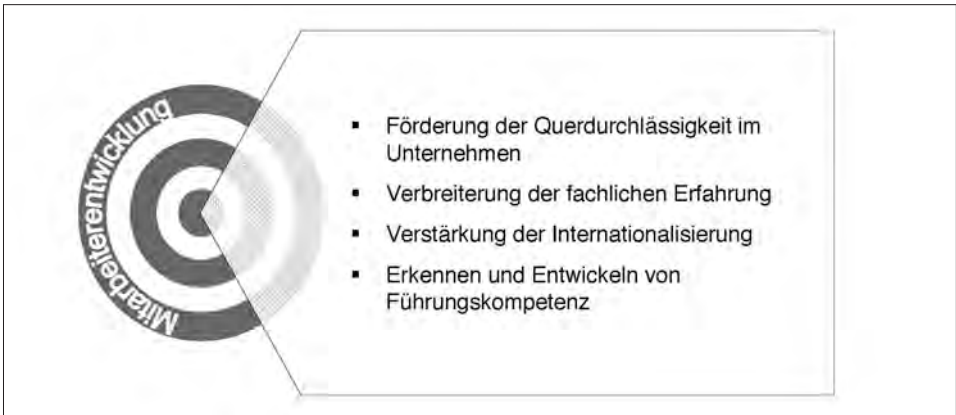 Mitarbeiterentwicklung
▪ Förderung der Querdurchlässigkeit im
Unternehmen
▪ Verbreiterung der fachlichen Erfahrung
▪ Verstärkung der Internationalisierung
▪ Erkennen und Entwickeln von
Führungskompetenz